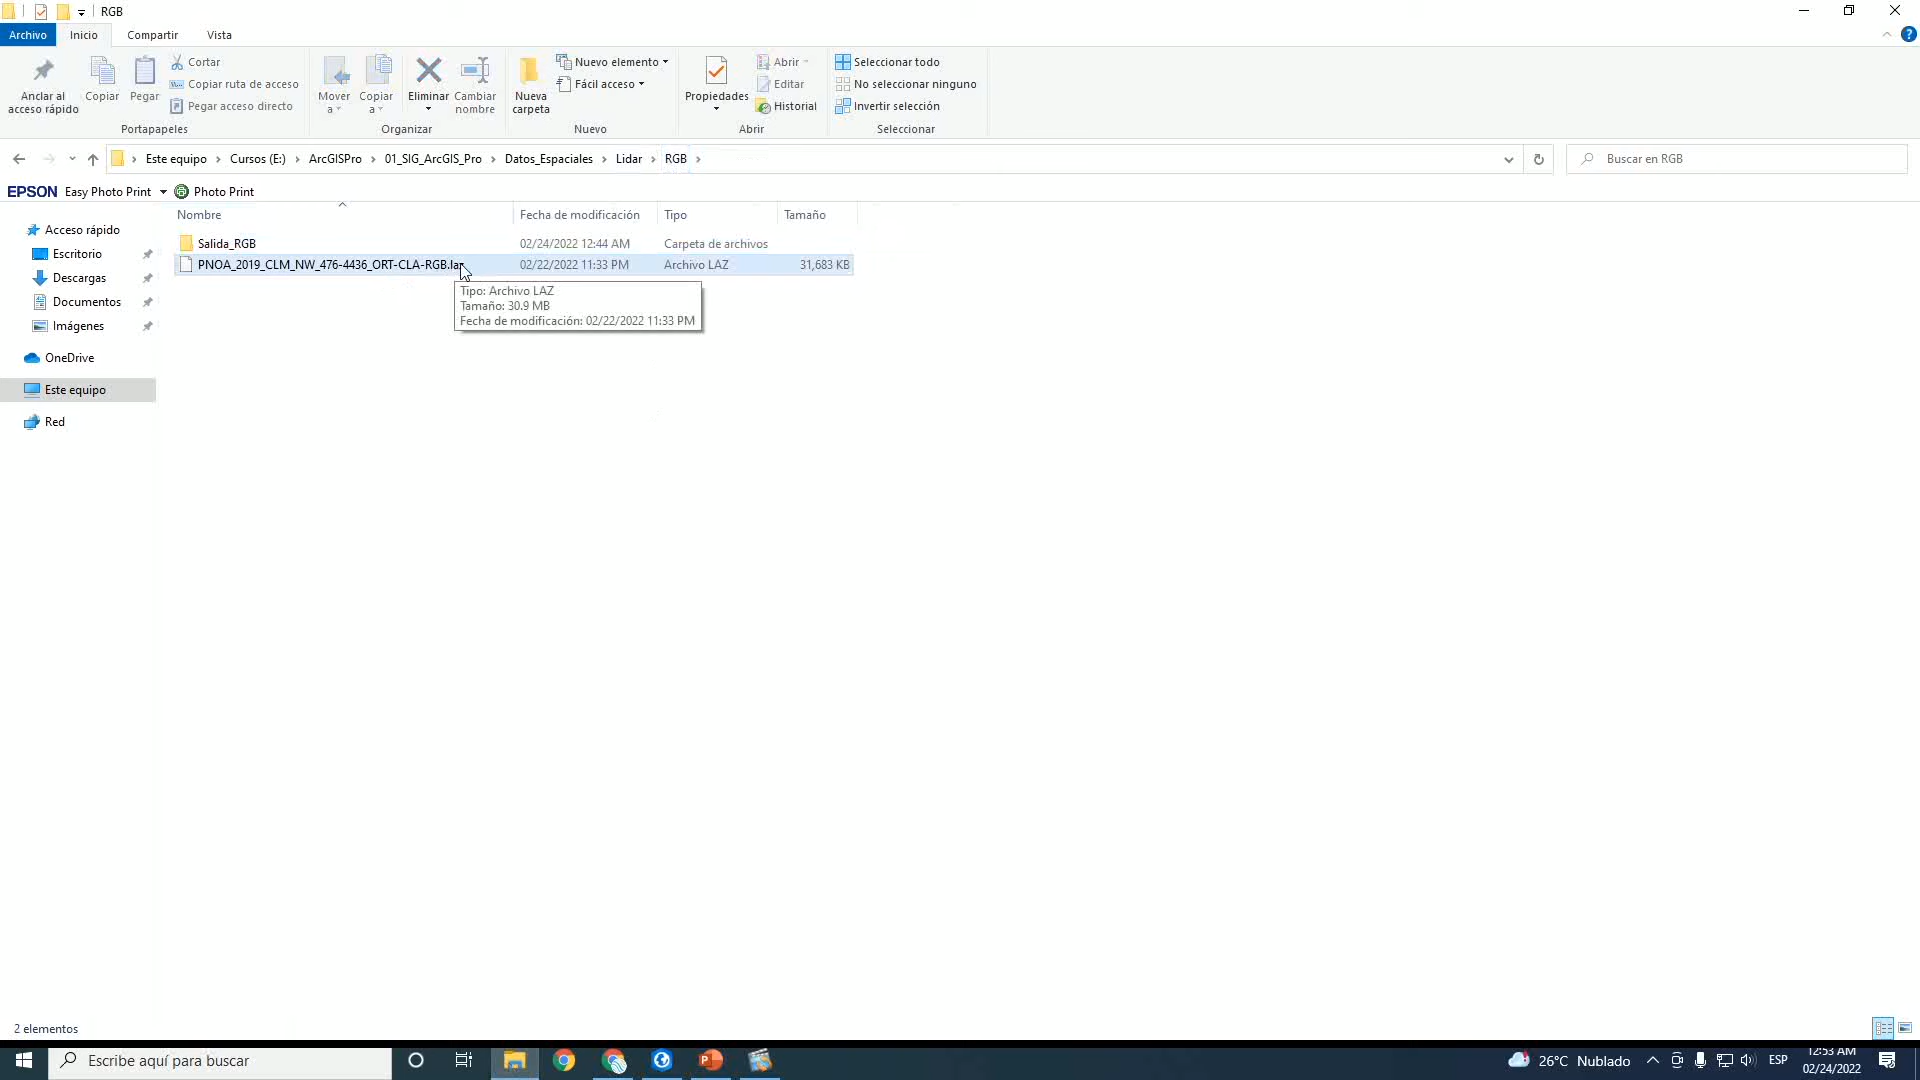 RGB
Archivo Inicio Compartir Vista
Anclar al
acceso rápido
Copiar
Pegar
Cortar
Copiar ruta de acceso
Pegar acceso directo
Portapapeles
Mover
a
Copiar
a
Eliminar
Cambiar
nombre
Organizar
Nueva
carpeta
Nuevo elemento
Fácil acceso
Nuevo
Propiedades
Abrir
Editar
Historial
Abrir
Seleccionar todo
No seleccionar ninguno
Invertir selección
Seleccionar
Este equipo › Cursos (E:) › ArcGISPro › 01_SIG_ArcGIS_Pro › Datos_Espaciales › Lidar › RGB ›
Buscar en RGB
EPSON Easy Photo Print Photo Print
Nombre Fecha de modificación Tipo Tamaño
Salida_RGB 02/24/2022 12:44 AM Carpeta de archivos
PNOA_2019_CLM_NW_476-4436_ORT-CLA-RGB.laz 02/22/2022 11:33 PM Archivo LAZ 31,683 KB
Tipo: Archivo LAZ
Tamaño: 30.9 MB
Fecha de modificación: 02/22/2022 11:33 PM
Acceso rápido
Escritorio
Descargas
Documentos
Imágenes
OneDrive
Este equipo
Red
2 elementos
Escribe aquí para buscar
26°C Nublado
ESP
12:53 AM
02/24/2022